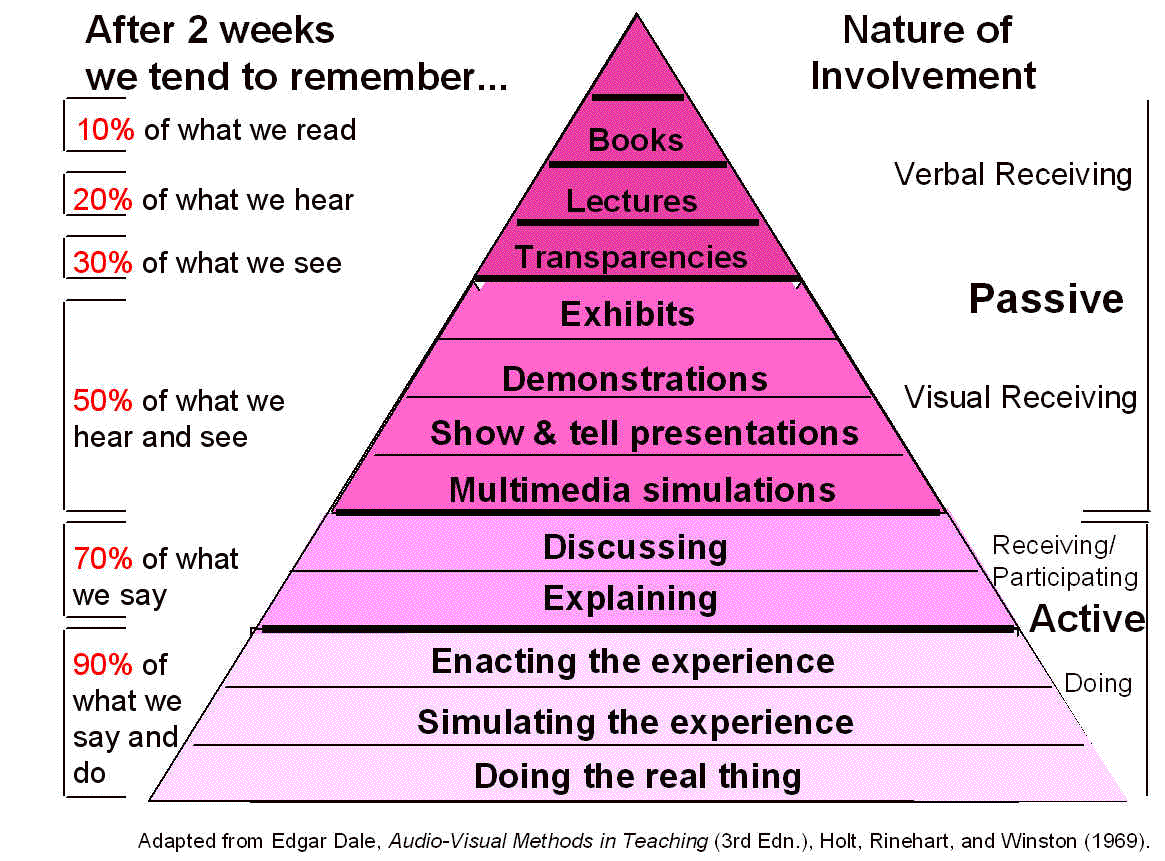 After 2 weeks
we tend to remember...
10% of what we read
20% of what we hear
30% of what we see
50% of what we
hear and see
70% of what
we say
90% of
what we
say and
do
Books
Lectures
Transparencies
Exhibits
Demonstrations
Show & tell presentations
Multimedia simulations
Discussing
Explaining
Enacting the experience
Simulating the experience
Doing the real thing
Nature of
Involvement
Verbal Receiving
Passive
Visual Receiving
Receiving/
Participating
Active
Doing
Adapted from Edgar Dale, Audio-Visual Methods in Teaching (3rd Edn.), Holt, Rinehart, and Winston (1969).